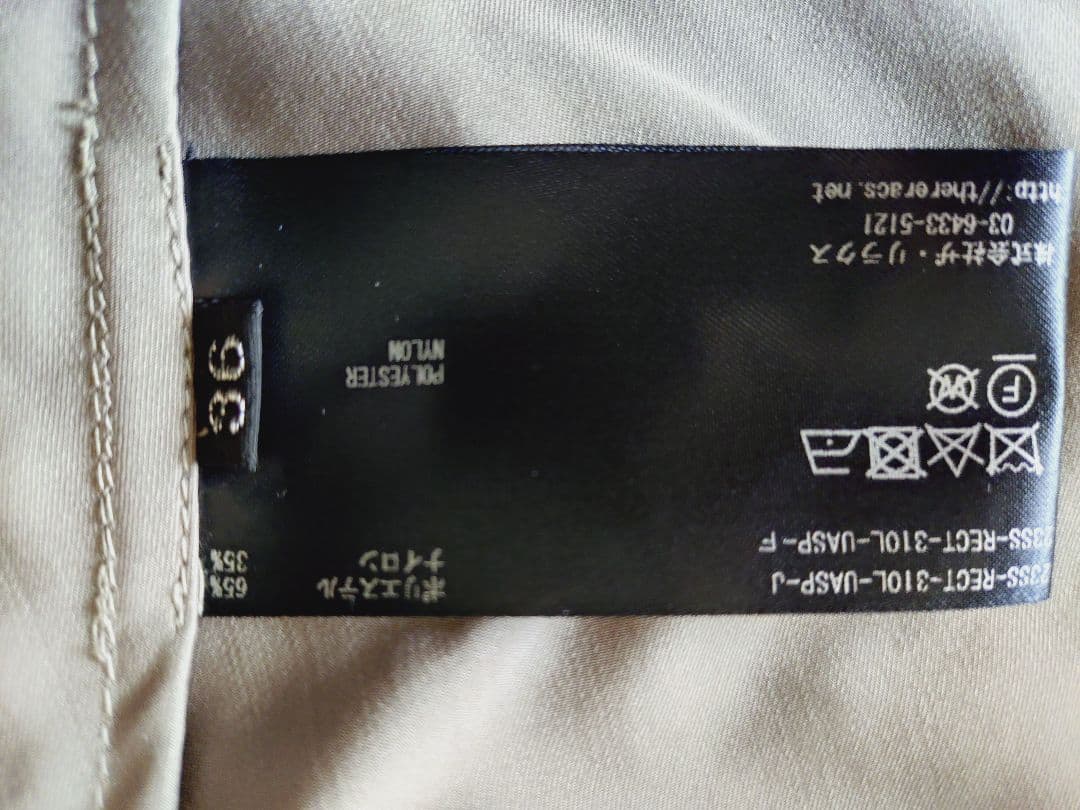 23SS-RECT-310L-UASP-J
23SS-RECT-310L-UASP-F
ポリエステル 65%
ナイロン 35%
F
W
POLYESTER
NYLON
36
株式会社ザ・リラクス
03-6433-5121
http://thereracs.net